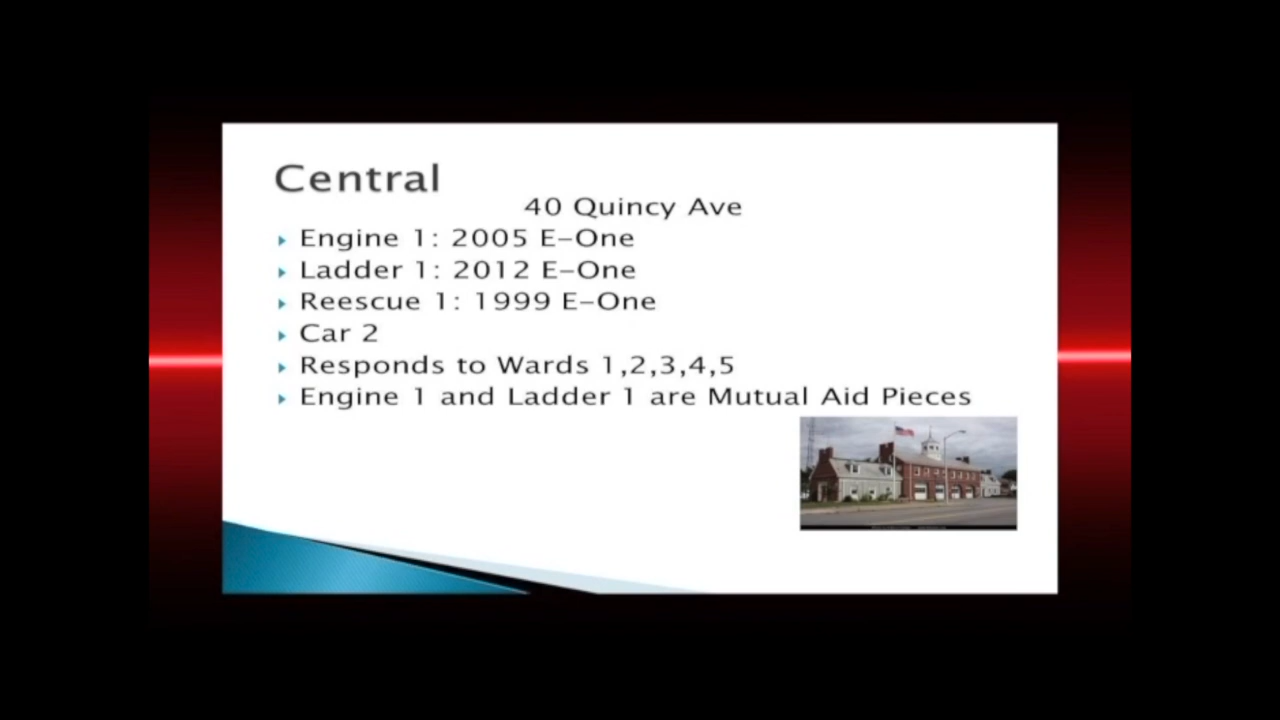 Central
40 Quincy Ave
Engine 1: 2005 E-One
Ladder 1: 2012 E-One
Reescue 1: 1999 E-One
Car 2
Responds to Wards 1,2,3,4,5
Engine 1 and Ladder 1 are Mutual Aid Pieces